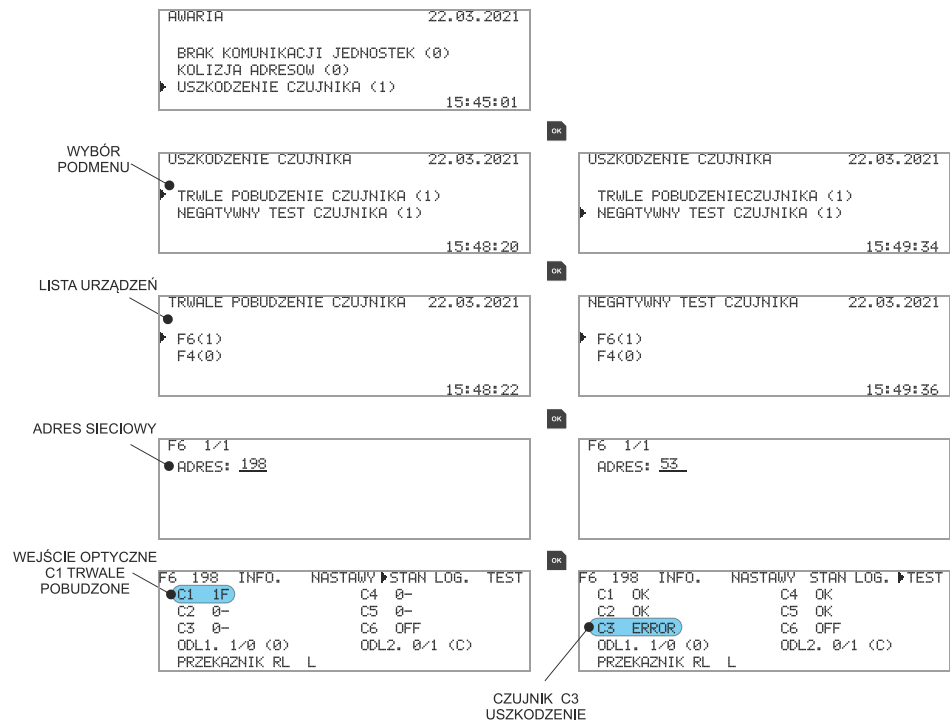 AWARIA 22.03.2021
BRAK KOMUNIKACJI JEDNOSTEK (0)
KOLIZJA ADRESOW (0)
USZKODZENIE CZUJNIKA (1)
15:45:01
OK
WYBÓR
PODMENU
USZKODZENIE CZUJNIKA 22.03.2021
TRWLE POBUDZENIE CZUJNIKA (1)
NEGATYWNY TEST CZUJNIKA (1)
15:48:20
USZKODZENIE CZUJNIKA 22.03.2021
TRWLE POBUDZENIECZUJNIKA (1)
NEGATYWNY TEST CZUJNIKA (1)
15:49:34
OK
LISTA URZĄDZEŃ
TRWALE POBUDZENIE CZUJNIKA 22.03.2021
F6(1)
F4(0)
15:48:22
NEGATYWNY TEST CZUJNIKA 22.03.2021
F6(1)
F4(0)
15:49:36
OK
ADRES SIECIOWY
F6 1/1
ADRES: 198
F6 1/1
ADRES: 53_
OK
WEJŚCIE OPTYCZNE
C1 TRWALE
POBUDZONE
F6 198 INFO. NASTAWY STAN LOG. TEST
C1 1F C4 0-
C2 0- C5 0-
C3 0- C6 OFF
ODL1. 1/0 (0) ODL2. 0/1 (C)
PRZEKAZNIK RL L
F6 198 INFO. NASTAWY STAN LOG. TEST
C1 OK C4 OK
C2 OK C5 OK
C3 ERROR C6 OFF
ODL1. 1/0 (0) ODL2. 0/1 (C)
PRZEKAZNIK RL L
CZUJNIK C3
USZKODZENIE